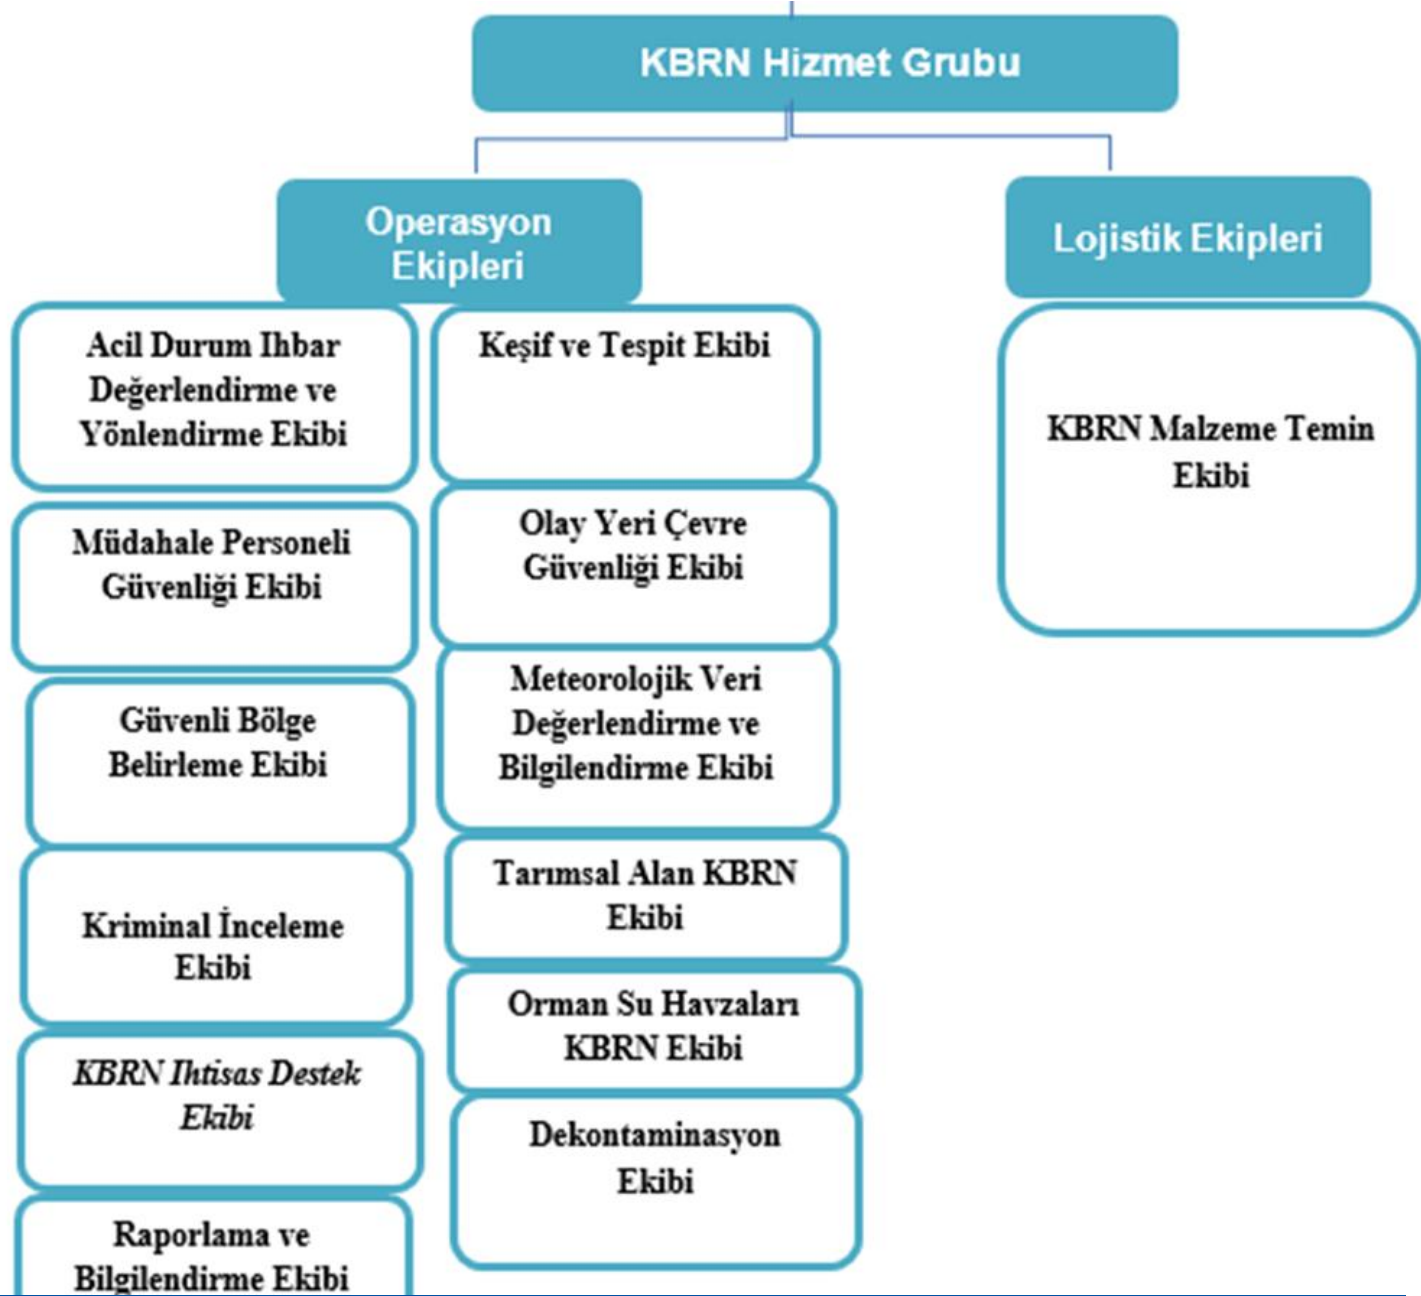 KBRN Hizmet Grubu
Operasyon
Ekipleri
Lojistik Ekipleri
Acil Durum Ihbar
Değerlendirme ve
Yönlendirme Ekibi
Müdahale Personeli
Güvenliği Ekibi
Güvenli Bölge
Belirleme Ekibi
Kriminal İnceleme
Ekibi
KBRN Ihtisas Destek
Ekibi
Raporlama ve
Bilgilendirme Ekibi
Keşif ve Tespit Ekibi
Olay Yeri Çevre
Güvenliği Ekibi
Meteorolojik Veri
Değerlendirme ve
Bilgilendirme Ekibi
Tarımsal Alan KBRN
Ekibi
Orman Su Havzaları
KBRN Ekibi
Dekontaminasyon
Ekibi
KBRN Malzeme Temin
Ekibi